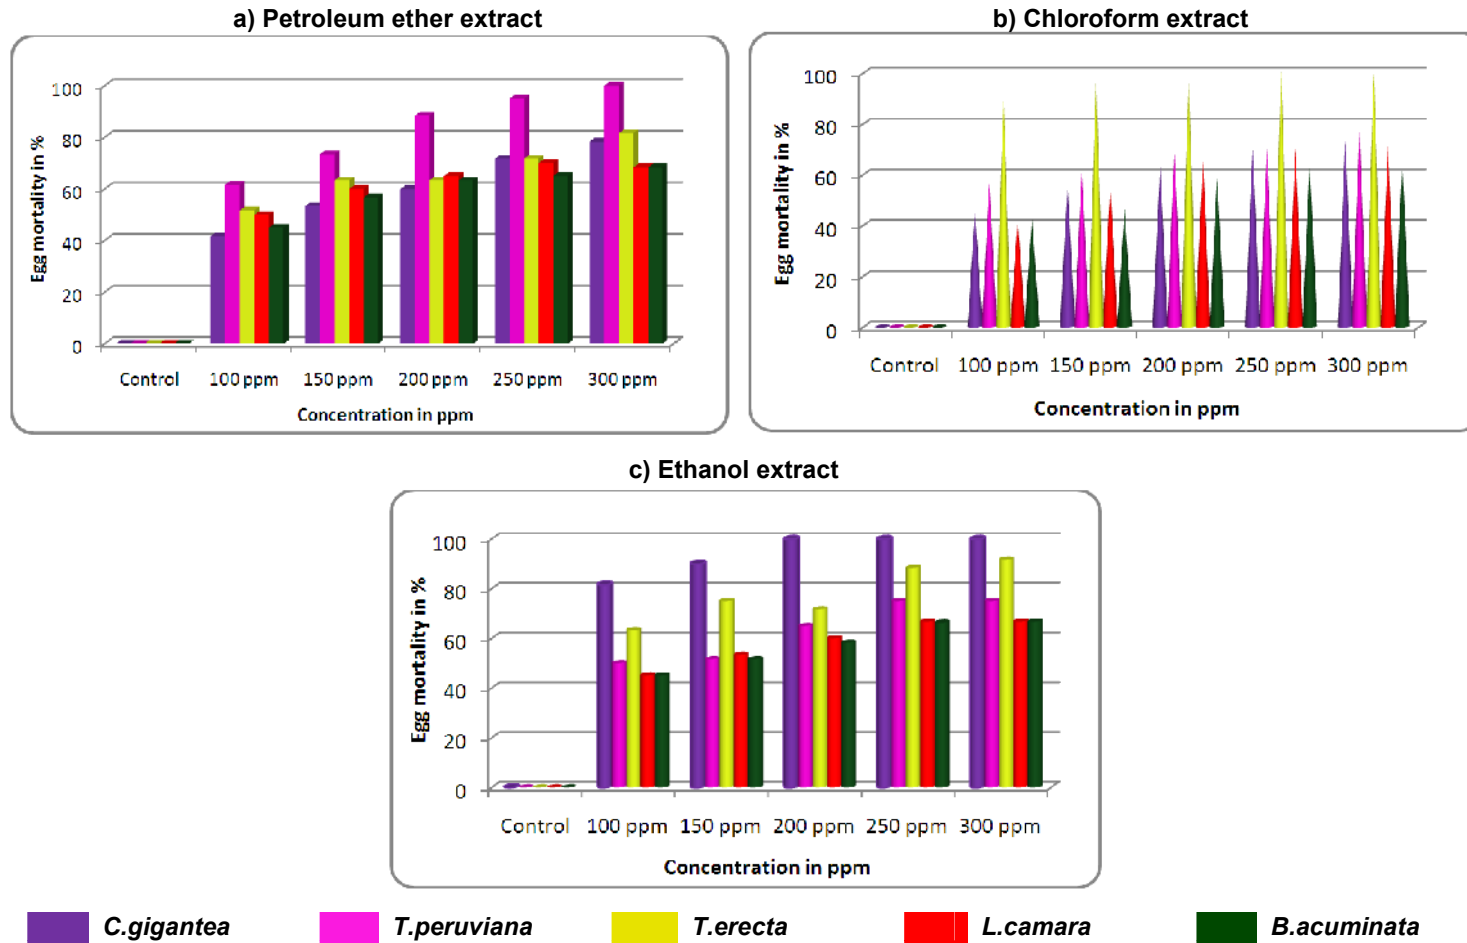 a) Petroleum ether extract
Egg mortality in %
100
80
60
40
20
0
Control 100 ppm 150 ppm 200 ppm 250 ppm 300 ppm
Concentration in ppm
b) Chloroform extract
Egg mortality in %
100
80
60
40
20
0
Control 100 ppm 150 ppm 200 ppm 250 ppm 300 ppm
Concentration in ppm
c) Ethanol extract
Egg mortality in %
100
80
60
40
20
0
Control 100 ppm 150 ppm 200 ppm 250 ppm 300 ppm
Concentration in ppm
C.gigantea T.peruviana T.erecta L.camara B.acuminata